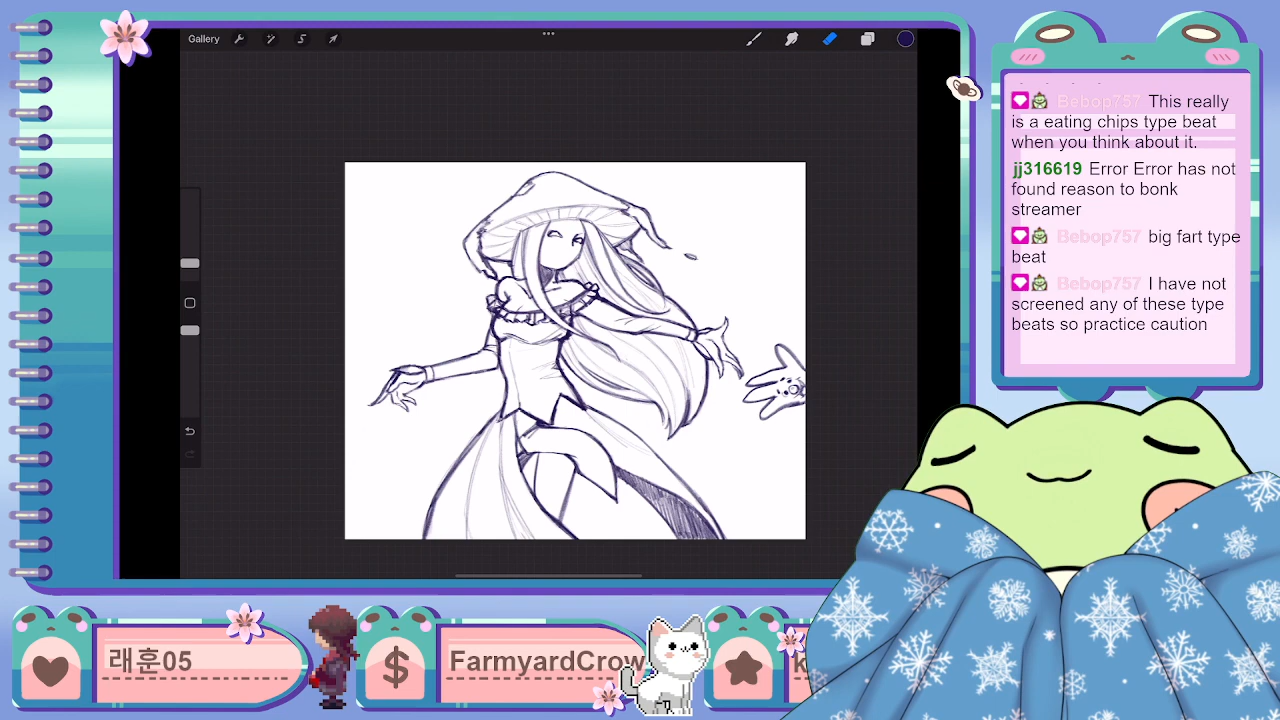 Gallery
Bebop757 This really
is a eating chips type beat
when you think about it.
jj316619 Error Error has not
found reason to bonk
streamer
Bebop757 big fart type
beat
Bebop757 I have not
screened any of these type
beats so practice caution
래훈05
FarmyardCrow
k